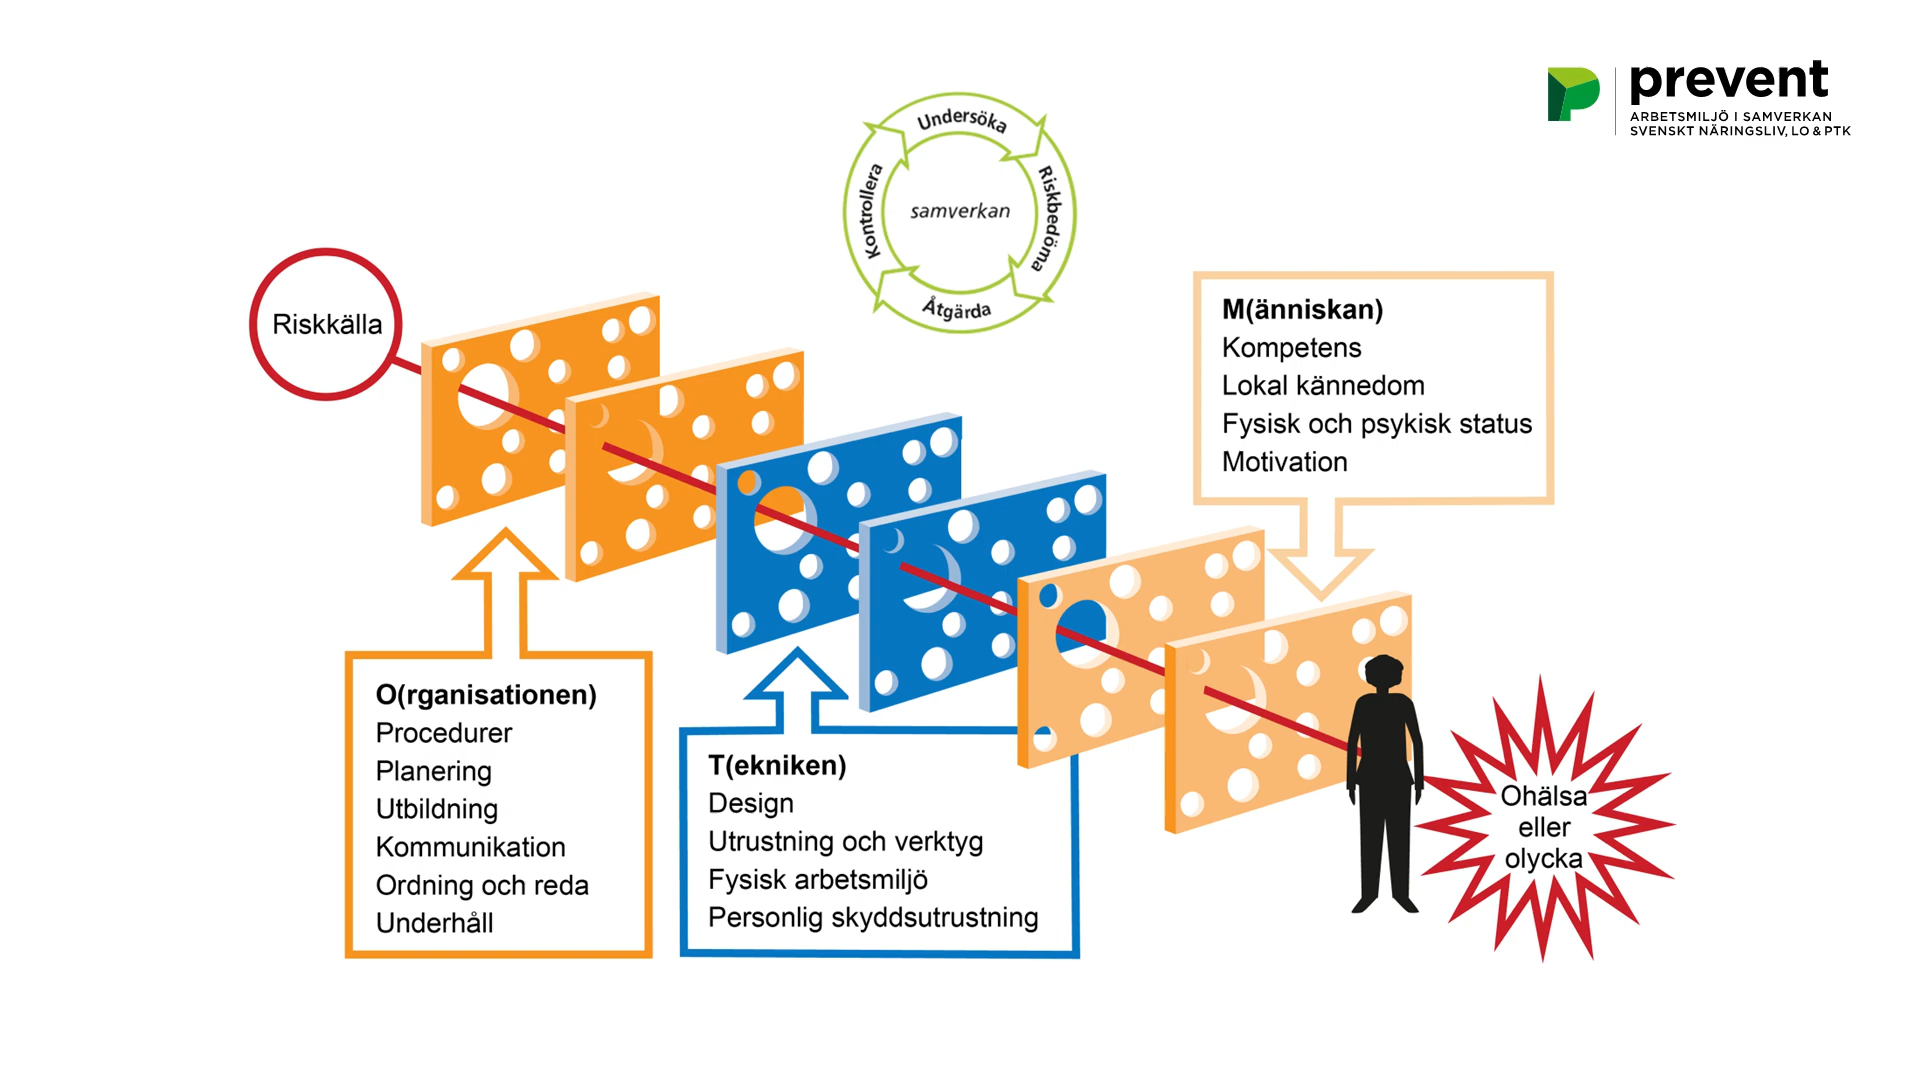 prevent
ARBETSMILJÖ I SAMVERKAN
SVENSKT NÄRINGSLIV, LO & PTK
Undersöka
Riskbedöma
Åtgärda
Kontrollera
samverkan
Riskkälla
M(änniskan)
Kompetens
Lokal kännedom
Fysisk och psykisk status
Motivation
O(rganisationen)
Procedurer
Planering
Utbildning
Kommunikation
Ordning och reda
Underhåll
T(ekniken)
Design
Utrustning och verktyg
Fysisk arbetsmiljö
Personlig skyddsutrustning
Ohälsa
eller
olycka